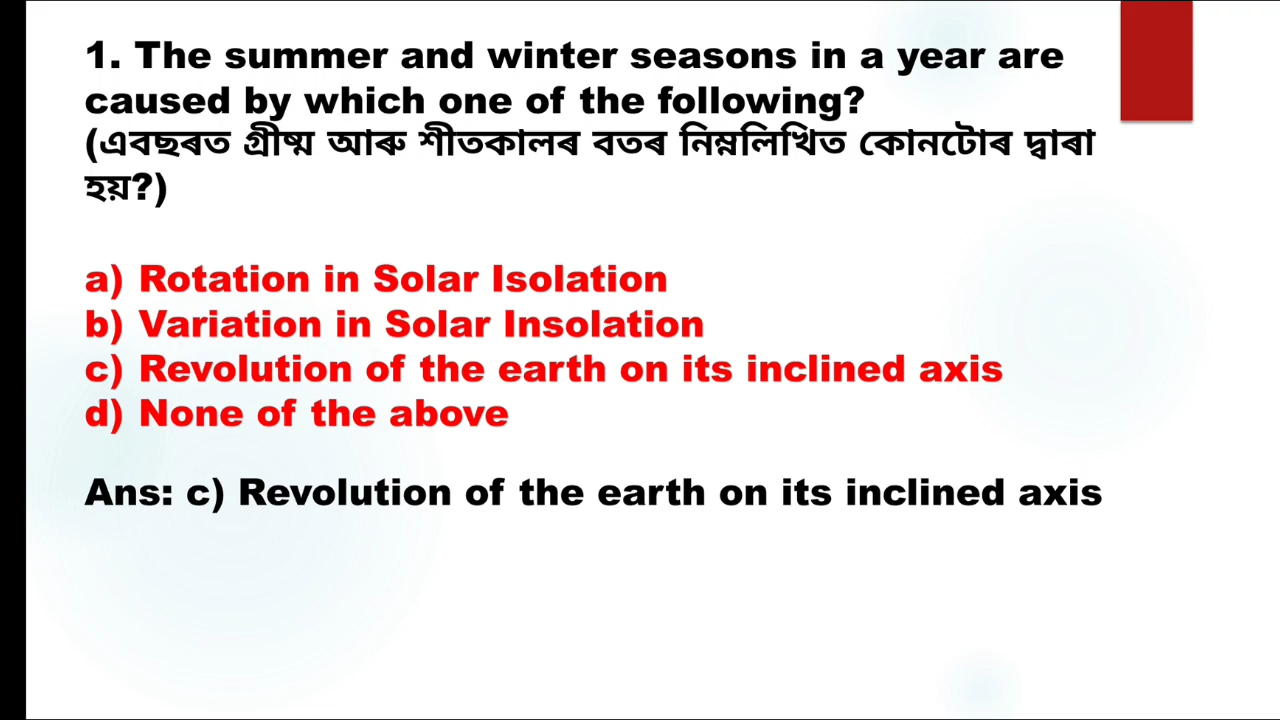 1. The summer and winter seasons in a year are
caused by which one of the following?
(এবছৰত গ্ৰীষ্ম আৰু শীতকালৰ বতৰ নিম্নলিখিত কোনটোৰ দ্বাৰা
হয়?)
a) Rotation in Solar Isolation
b) Variation in Solar Insolation
c) Revolution of the earth on its inclined axis
d) None of the above
Ans: c) Revolution of the earth on its inclined axis